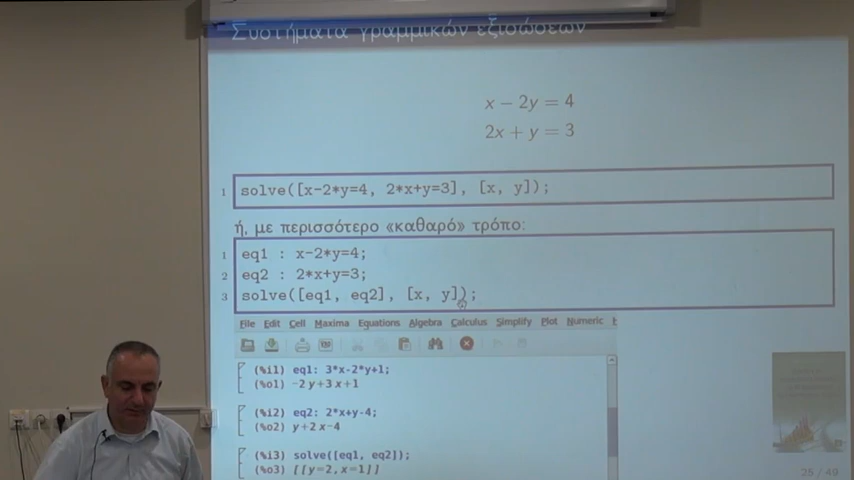 Συστήματα γραμμικών εξισώσεων
x − 2y = 4
2x + y = 3
1 solve([x-2*y=4, 2*x+y=3], [x, y]);
ή, με περισσότερο «καθαρό» τρόπο:
1 eq1 : x-2*y=4;
2 eq2 : 2*x+y=3;
3 solve([eq1, eq2], [x, y]);
File Edit Cell Maxima Equations Algebra Calculus Simplify Plot Numeric
(%i1) eq1: 3*x-2*y+1;
(%o1) -2 y+3 x+1
(%i2) eq2: 2*x+y-4;
(%o2) y+2 x-4
(%i3) solve([eq1, eq2]);
(%o3) [[y=2,x=1]]
25 / 49